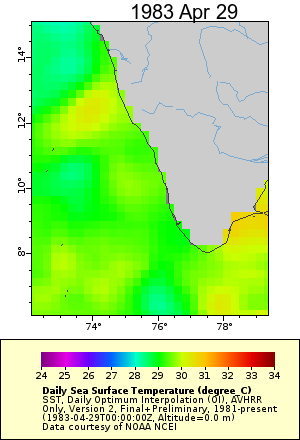 1983 Apr 29
14°
12°
10°
8°
74° 76° 78°
24 25 26 27 28 29 30 31 32 33 34
Daily Sea Surface Temperature (degree_C)
SST, Daily Optimum Interpolation (OI), AVHRR
Only, Version 2, Final+Preliminary, 1981-present
(1983-04-29T00:00:00Z, Altitude=0.0 m)
Data courtesy of NOAA NCEI